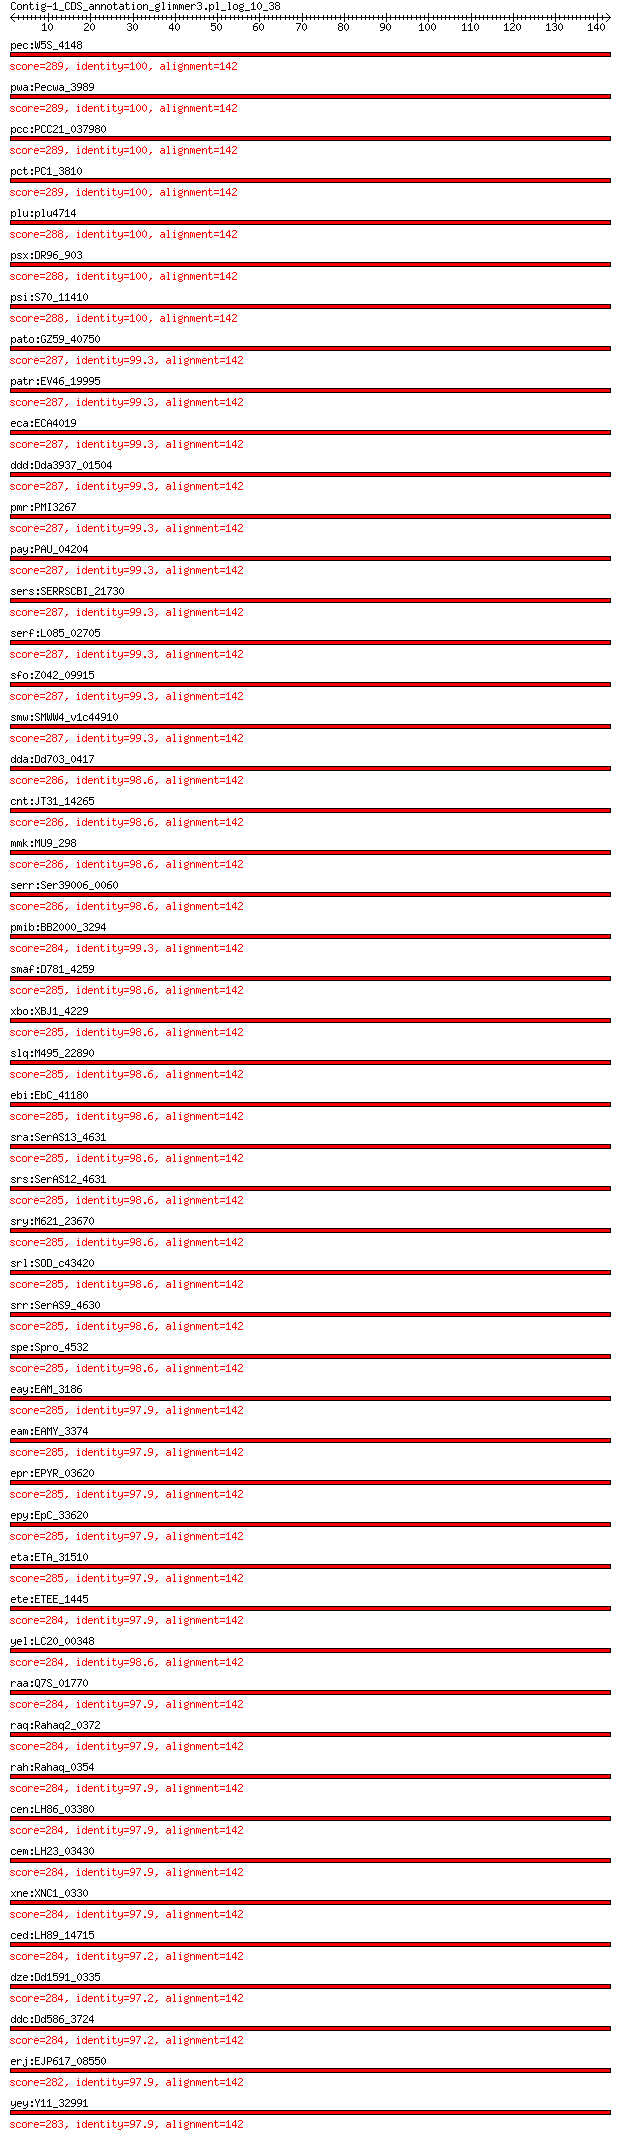 Contig-1_CDS_annotation_glimmer3.pl_log_10_38
10 20 30 40 50 60 70 80 90 100 110 120 130 140
pec:W5S_4148
score=289, identity=100, alignment=142
pwa:Pecwa_3989
score=289, identity=100, alignment=142
pcc:PCC21_037980
score=289, identity=100, alignment=142
pct:PC1_3810
score=289, identity=100, alignment=142
plu:plu4714
score=288, identity=100, alignment=142
psx:DR96_903
score=288, identity=100, alignment=142
psi:S70_11410
score=288, identity=100, alignment=142
pato:GZ59_40750
score=287, identity=99.3, alignment=142
patr:EV46_19995
score=287, identity=99.3, alignment=142
eca:ECA4019
score=287, identity=99.3, alignment=142
ddd:Dda3937_01504
score=287, identity=99.3, alignment=142
pmr:PMI3267
score=287, identity=99.3, alignment=142
pay:PAU_04204
score=287, identity=99.3, alignment=142
sers:SERRSCBI_21730
score=287, identity=99.3, alignment=142
serf:L085_02705
score=287, identity=99.3, alignment=142
sfo:Z042_09915
score=287, identity=99.3, alignment=142
smw:SMWW4_v1c44910
score=287, identity=99.3, alignment=142
dda:Dd703_0417
score=286, identity=98.6, alignment=142
cnt:JT31_14265
score=286, identity=98.6, alignment=142
mmk:MU9_298
score=286, identity=98.6, alignment=142
serr:Ser39006_0060
score=286, identity=98.6, alignment=142
pmib:BB2000_3294
score=284, identity=99.3, alignment=142
smaf:D781_4259
score=285, identity=98.6, alignment=142
xbo:XBJ1_4229
score=285, identity=98.6, alignment=142
slq:M495_22890
score=285, identity=98.6, alignment=142
ebi:EbC_41180
score=285, identity=98.6, alignment=142
sra:SerAS13_4631
score=285, identity=98.6, alignment=142
srs:SerAS12_4631
score=285, identity=98.6, alignment=142
sry:M621_23670
score=285, identity=98.6, alignment=142
srl:SOD_c43420
score=285, identity=98.6, alignment=142
srr:SerAS9_4630
score=285, identity=98.6, alignment=142
spe:Spro_4532
score=285, identity=98.6, alignment=142
eay:EAM_3186
score=285, identity=97.9, alignment=142
eam:EAMY_3374
score=285, identity=97.9, alignment=142
epr:EPYR_03620
score=285, identity=97.9, alignment=142
epy:EpC_33620
score=285, identity=97.9, alignment=142
eta:ETA_31510
score=285, identity=97.9, alignment=142
ete:ETEE_1445
score=284, identity=97.9, alignment=142
yel:LC20_00348
score=284, identity=98.6, alignment=142
raa:Q7S_01770
score=284, identity=97.9, alignment=142
raq:Rahaq2_0372
score=284, identity=97.9, alignment=142
rah:Rahaq_0354
score=284, identity=97.9, alignment=142
cen:LH86_03380
score=284, identity=97.9, alignment=142
cem:LH23_03430
score=284, identity=97.9, alignment=142
xne:XNC1_0330
score=284, identity=97.9, alignment=142
ced:LH89_14715
score=284, identity=97.2, alignment=142
dze:Dd1591_0335
score=284, identity=97.2, alignment=142
ddc:Dd586_3724
score=284, identity=97.2, alignment=142
erj:EJP617_08550
score=282, identity=97.9, alignment=142
yey:Y11_32991
score=283, identity=97.9, alignment=142